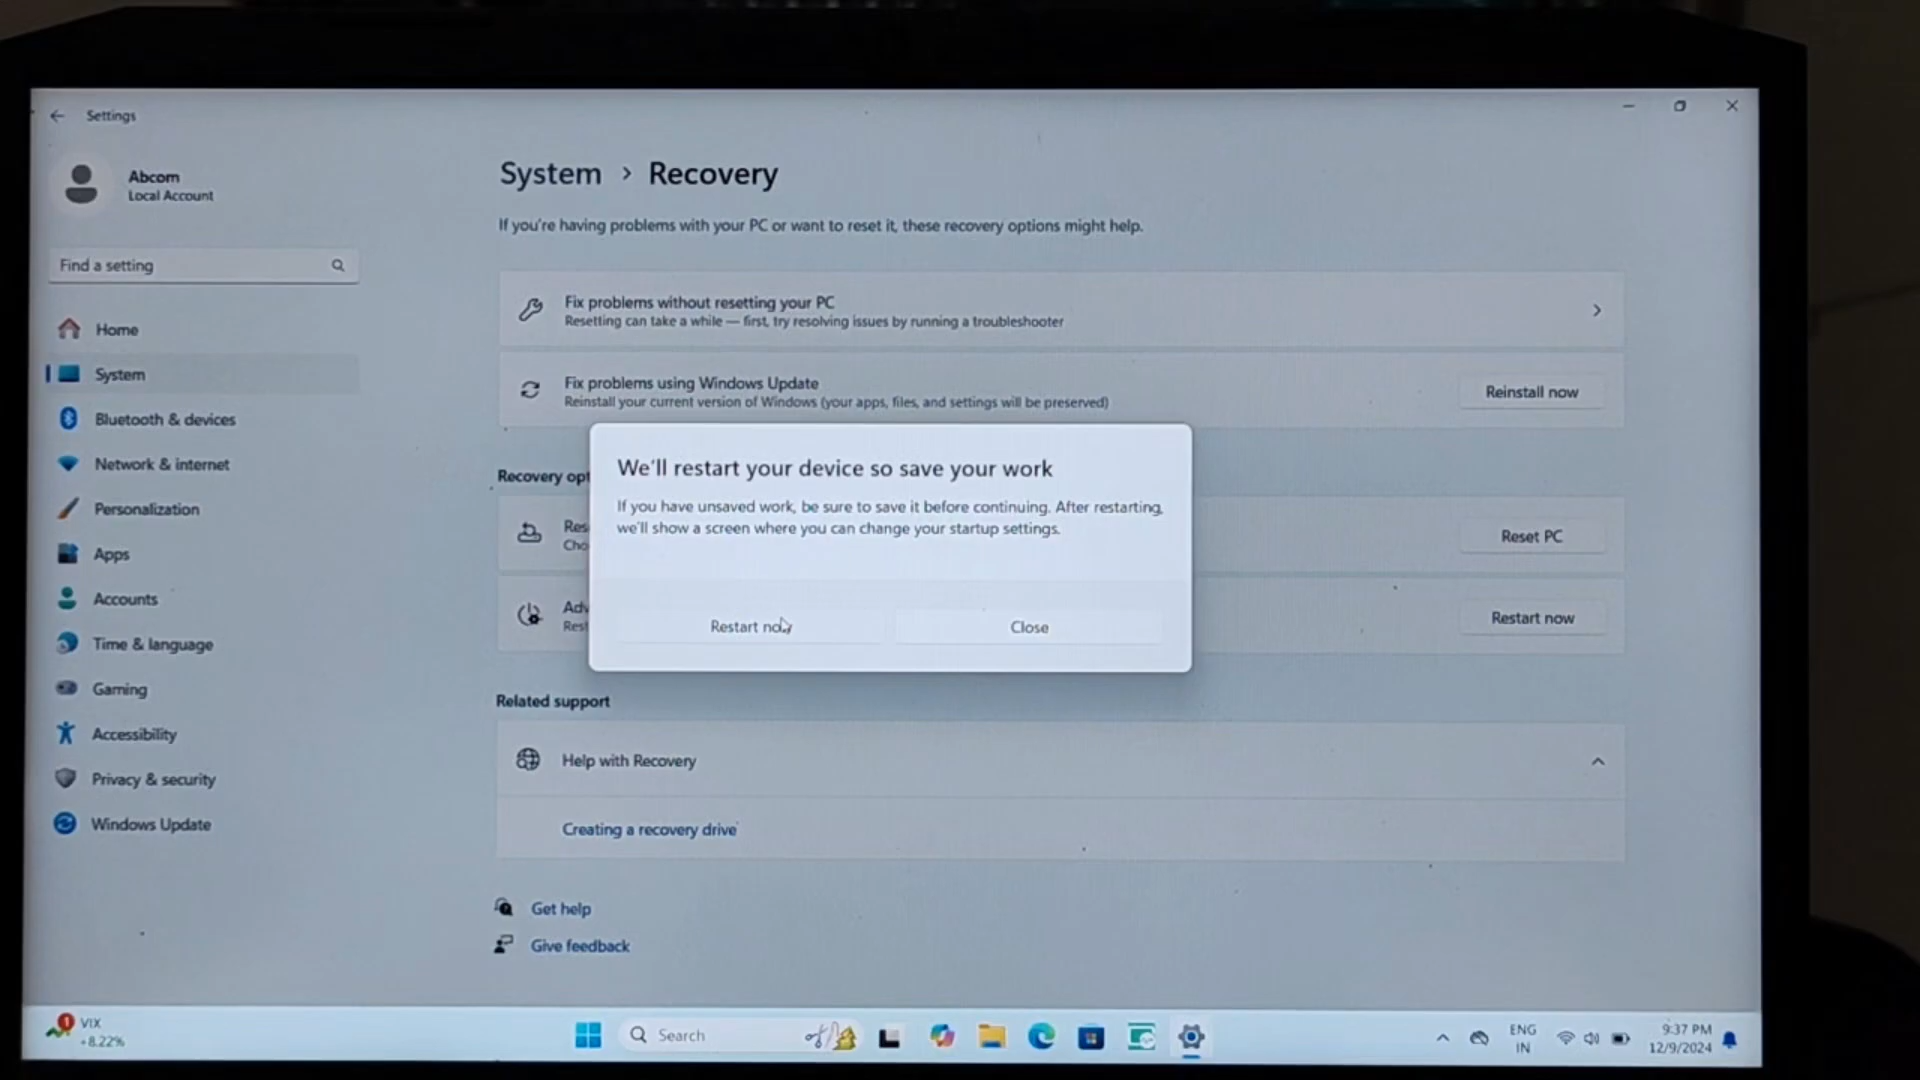 Settings
Abcom
Local Account
Find a setting
Home
System
Bluetooth & devices
Network & internet
Personalization
Apps
Accounts
Time & language
Gaming
Accessibility
Privacy & security
Windows Update
System > Recovery
If you're having problems with your PC or want to reset it, these recovery options might help.
Fix problems without resetting your PC
Resetting can take a while — first, try resolving issues by running a troubleshooter
Fix problems using Windows Update
Reinstall your current version of Windows (your apps, files, and settings will be preserved)
Reinstall now
Recovery opt
Res
Cho
Reset PC
Adv
Rest
Restart now
We'll restart your device so save your work
If you have unsaved work, be sure to save it before continuing. After restarting,
we'll show a screen where you can change your startup settings.
Restart now
Close
Related support
Help with Recovery
Creating a recovery drive
Get help
Give feedback
1
VIX
+8.22%
Search
ENG
IN
9:37 PM
12/9/2024